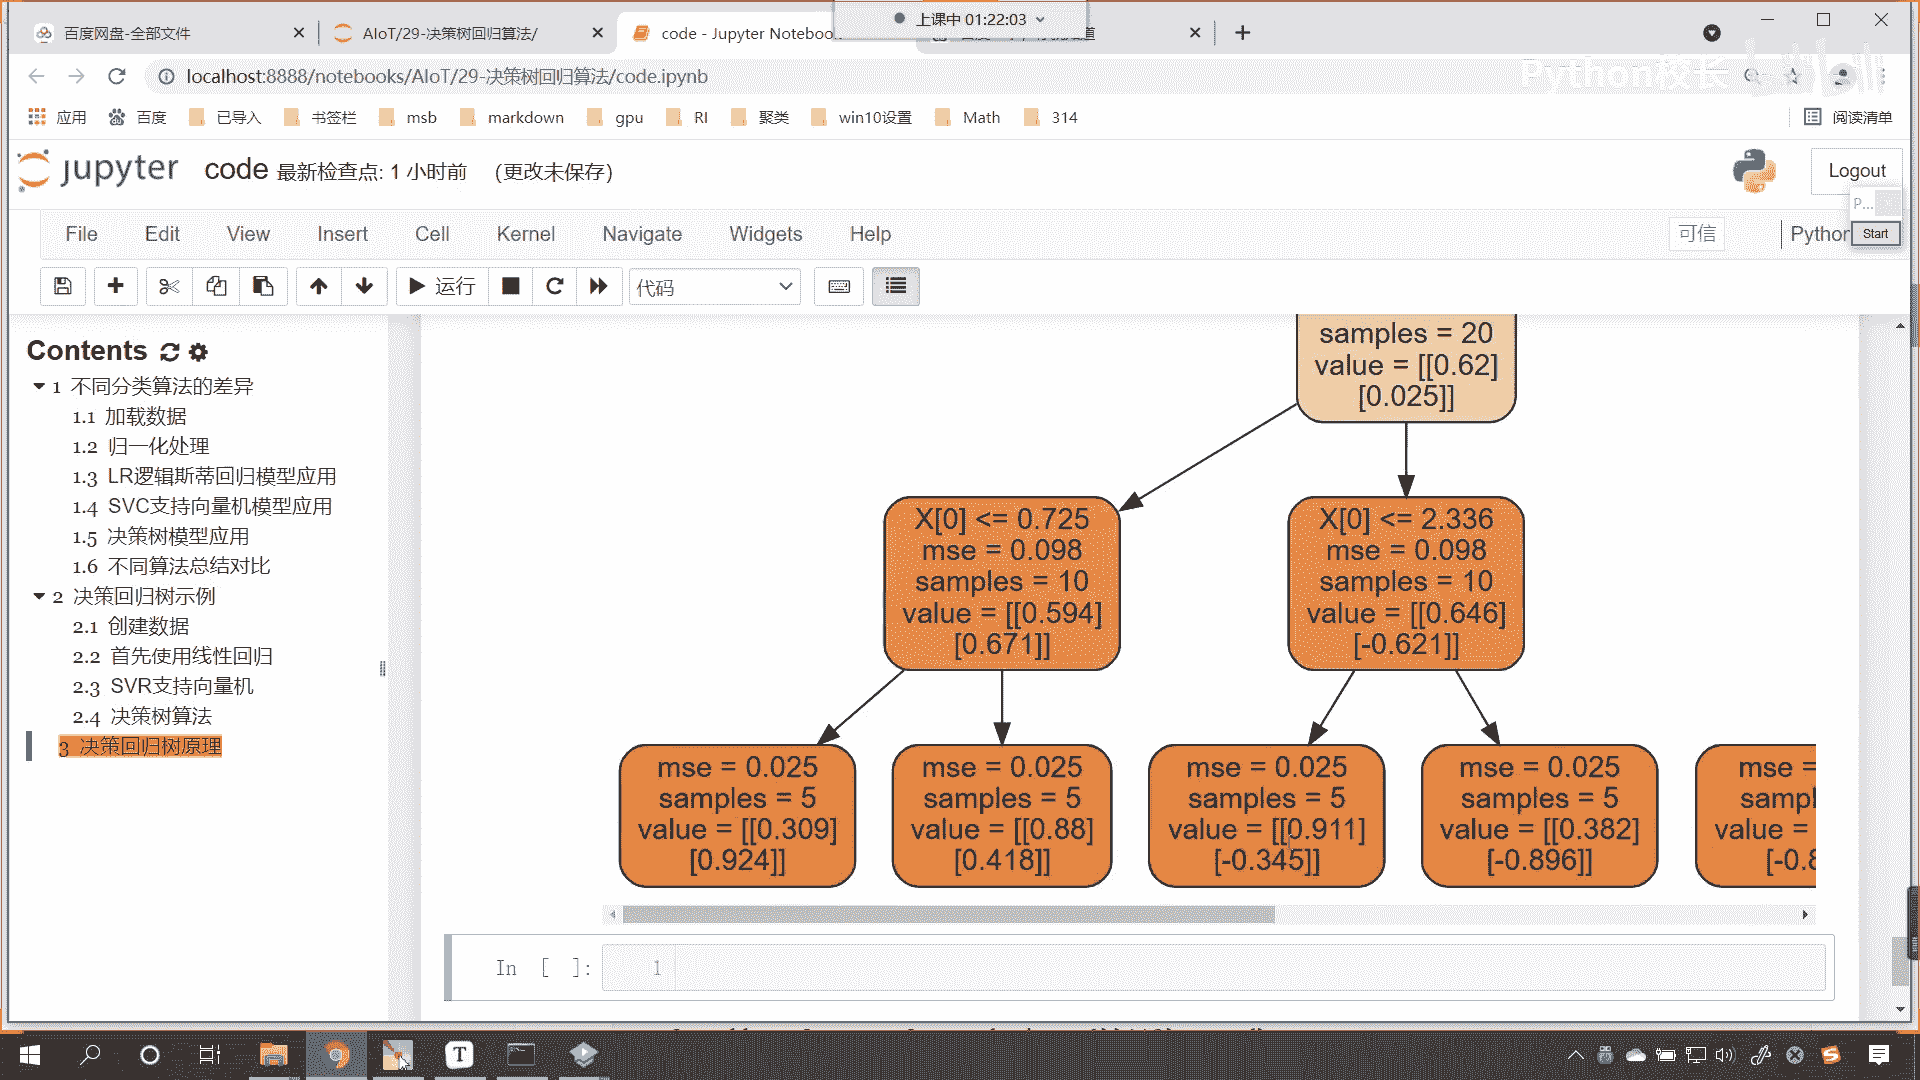 上课中 01:22:03
百度网盘-全部文件
AIoT/29-决策树回归算法/
code - Jupyter Noteboo
localhost:8888/notebooks/AIoT/29-决策树回归算法/code.ipynb
Python校长
应用
百度
已导入
书签栏
msb
markdown
gpu
RI
聚类
win10设置
Math
314
阅读清单
jupyter code 最新检查点: 1 小时前 (更改未保存)
Logout
P...
File Edit View Insert Cell Kernel Navigate Widgets Help
可信
Python
Start
运行
代码
Contents
1 不同分类算法的差异
1.1 加载数据
1.2 归一化处理
1.3 LR逻辑斯蒂回归模型应用
1.4 SVC支持向量机模型应用
1.5 决策树模型应用
1.6 不同算法总结对比
2 决策回归树示例
2.1 创建数据
2.2 首先使用线性回归
2.3 SVR支持向量机
2.4 决策树算法
3 决策回归树原理
samples = 20
value = [[0.62]
[0.025]]
X[0] <= 0.725
mse = 0.098
samples = 10
value = [[0.594]
[0.671]]
X[0] <= 2.336
mse = 0.098
samples = 10
value = [[0.646]
[-0.621]]
mse = 0.025
samples = 5
value = [[0.309]
[0.924]]
mse = 0.025
samples = 5
value = [[0.88]
[0.418]]
mse = 0.025
samples = 5
value = [[0.911]
[-0.345]]
mse = 0.025
samples = 5
value = [[0.382]
[-0.896]]
mse =
samp
value =
[-0.8
In [ ]:
1